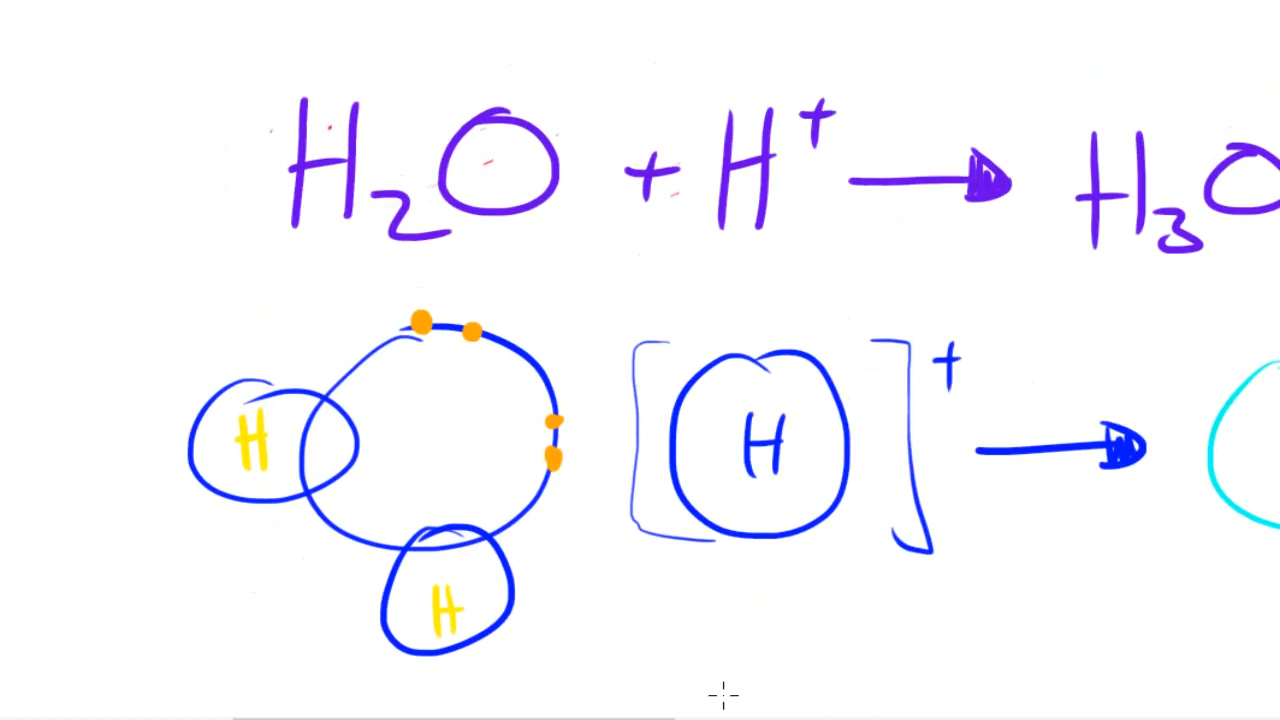 H₂O + H⁺ → H₃O
H [H]⁺ →
H